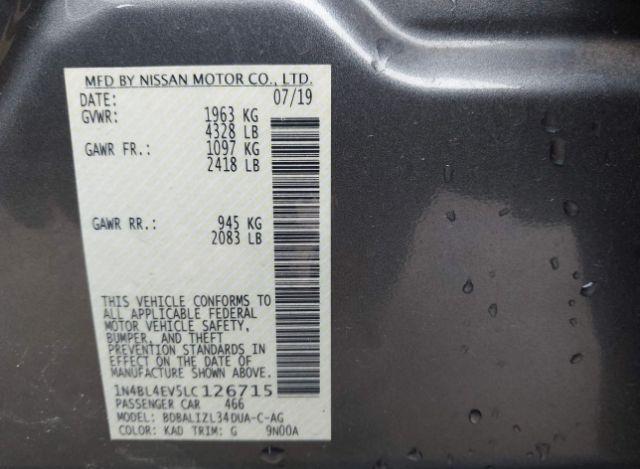 MFD BY NISSAN MOTOR CO., LTD.
DATE: 07/19
GVWR: 1963 KG
4328 LB
GAWR FR.: 1097 KG
2418 LB
GAWR RR.: 945 KG
2083 LB
THIS VEHICLE CONFORMS TO
ALL APPLICABLE FEDERAL
MOTOR VEHICLE SAFETY,
BUMPER, AND THEFT
PREVENTION STANDARDS IN
EFFECT ON THE DATE OF
MANUFACTURE SHOWN ABOVE.
1N4BL4EV5LC126715
PASSENGER CAR 466
MODEL: BDBALIZL34DUA-C-AG
COLOR: KAD TRIM: G 9N00A